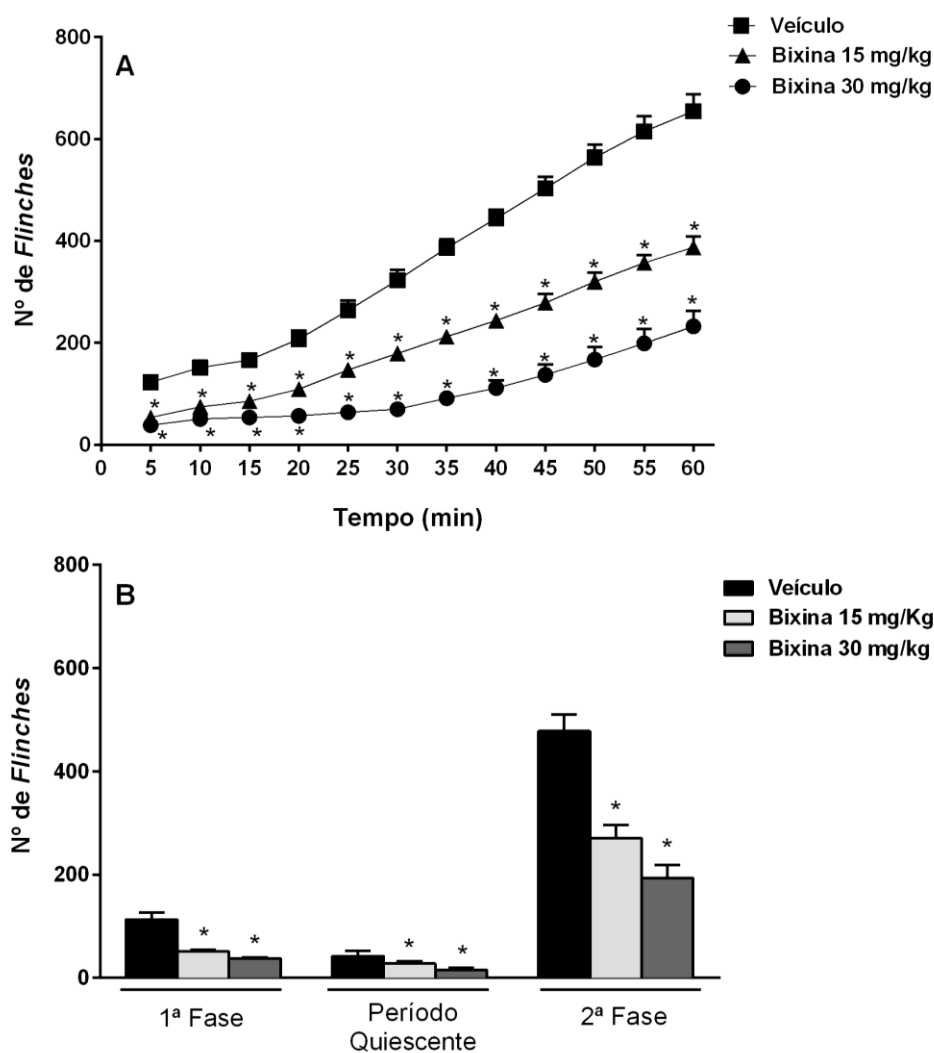 A
Veículo
Bixina 15 mg/kg
Bixina 30 mg/kg
Nº de Flinches
800
600
400
200
0
* * * * * * * * * * * *
* * * * * * * * * * * *
0 5 10 15 20 25 30 35 40 45 50 55 60
Tempo (min)
B
Veículo
Bixina 15 mg/Kg
Bixina 30 mg/kg
Nº de Flinches
800
600
400
200
0
* * * * * *
1ª Fase
Período
Quiescente
2ª Fase